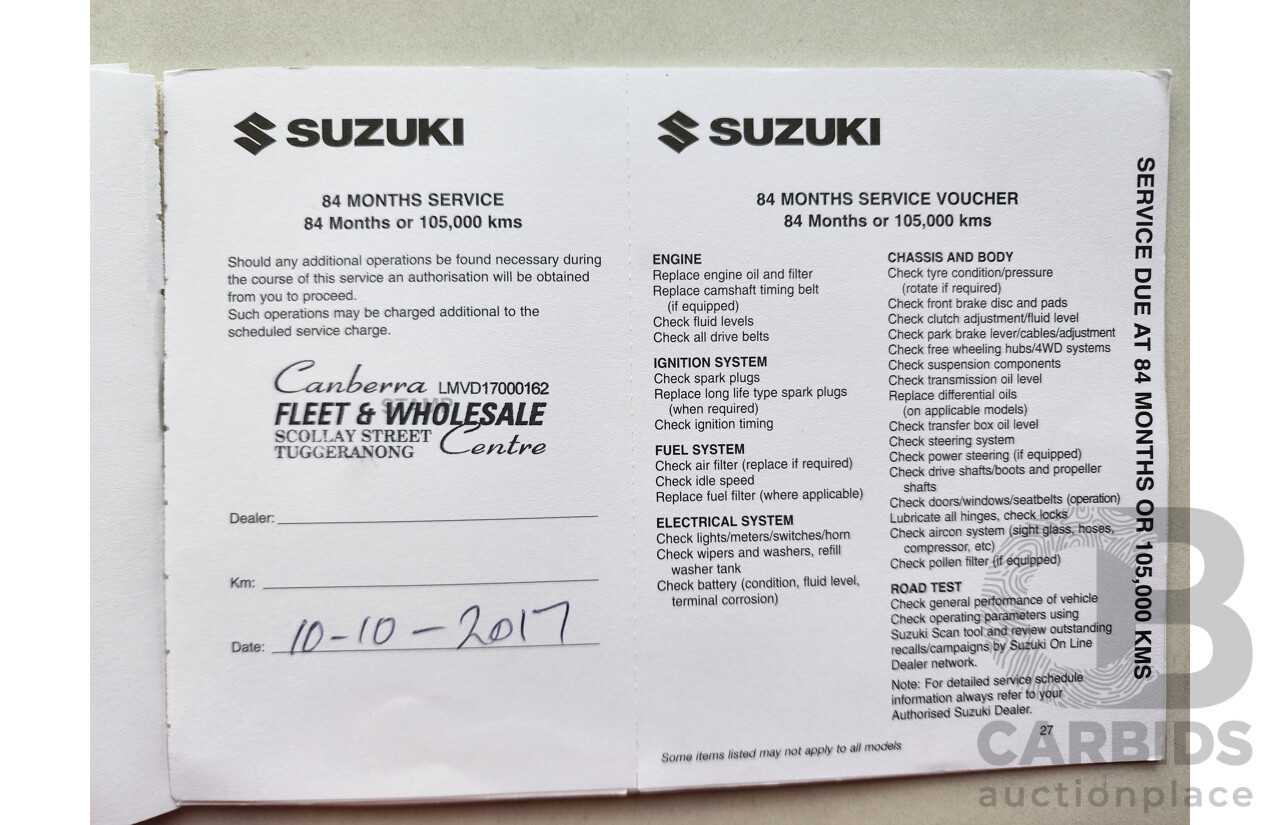 SUZUKI
84 MONTHS SERVICE
84 Months or 105,000 kms
Should any additional operations be found necessary during
the course of this service an authorisation will be obtained
from you to proceed.
Such operations may be charged additional to the
scheduled service charge.
STAMP
Canberra LMVD17000162
FLEET & WHOLESALE
SCOLLAY STREET
TUGGERANONG Centre
Dealer:
Km:
Date: 10-10-2017
SUZUKI
84 MONTHS SERVICE VOUCHER
84 Months or 105,000 kms
ENGINE
Replace engine oil and filter
Replace camshaft timing belt
(if equipped)
Check fluid levels
Check all drive belts
IGNITION SYSTEM
Check spark plugs
Replace long life type spark plugs
(when required)
Check ignition timing
FUEL SYSTEM
Check air filter (replace if required)
Check idle speed
Replace fuel filter (where applicable)
ELECTRICAL SYSTEM
Check lights/meters/switches/horn
Check wipers and washers, refill
washer tank
Check battery (condition, fluid level,
terminal corrosion)
CHASSIS AND BODY
Check tyre condition/pressure
(rotate if required)
Check front brake disc and pads
Check clutch adjustment/fluid level
Check park brake lever/cables/adjustment
Check free wheeling hubs/4WD systems
Check suspension components
Check transmission oil level
Replace differential oils
(on applicable models)
Check transfer box oil level
Check steering system
Check power steering (if equipped)
Check drive shafts/boots and propeller
shafts
Check doors/windows/seatbelts (operation)
Lubricate all hinges, check locks
Check aircon system (sight glass, hoses,
compressor, etc)
Check pollen filter (if equipped)
ROAD TEST
Check general performance of vehicle
Check operating parameters using
Suzuki Scan tool and review outstanding
recalls/campaigns by Suzuki On Line
Dealer network.
Note: For detailed service schedule
information always refer to your
Authorised Suzuki Dealer.
27
Some items listed may not apply to all models
SERVICE DUE AT 84 MONTHS OR 105,000 KMS
CB
CARBIDS
auctionplace